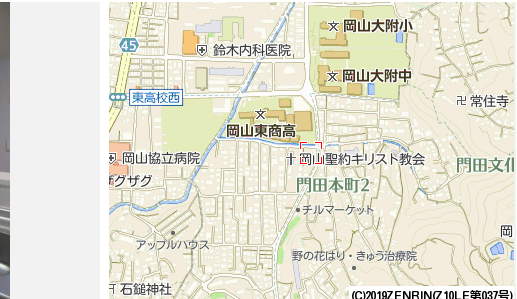 岡山大附小
45
鈴木内科医院
岡山大附中
東高校西
常住寺
岡山東商高
岡山協立病院
岡山聖約キリスト教会
門田文化
ザグザグ
門田本町2
チルマーケット
岡
アップルハウス
野の花はり・きゅう治療院
石鎚神社
(C)2019ZENRIN(Z10LE第037号)